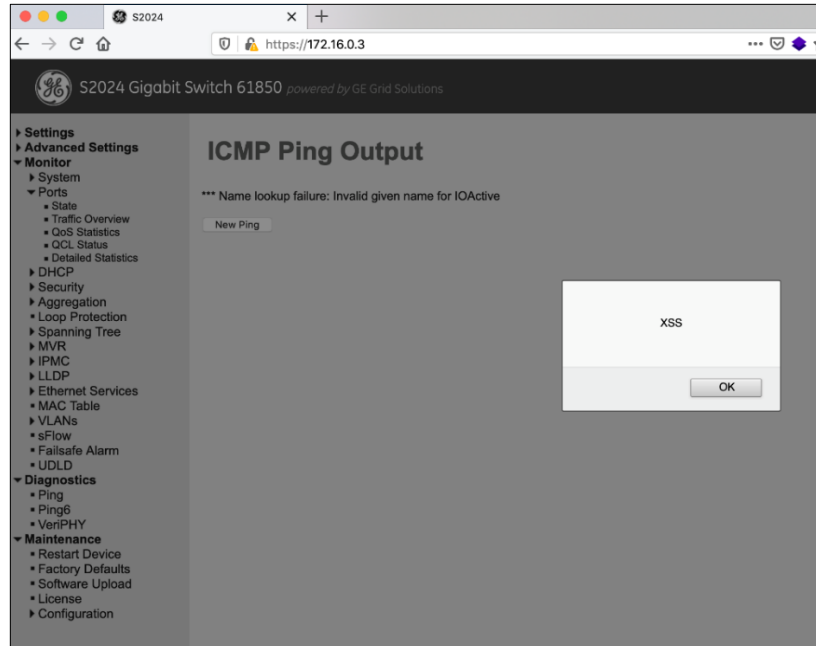 S2024
https://172.16.0.3
S2024 Gigabit Switch 61850 powered by GE Grid Solutions
Settings
Advanced Settings
Monitor
System
Ports
State
Traffic Overview
QoS Statistics
QCL Status
Detailed Statistics
DHCP
Security
Aggregation
Loop Protection
Spanning Tree
MVR
IPMC
LLDP
Ethernet Services
MAC Table
VLANs
sFlow
Failsafe Alarm
UDLD
Diagnostics
Ping
Ping6
VeriPHY
Maintenance
Restart Device
Factory Defaults
Software Upload
License
Configuration
ICMP Ping Output
*** Name lookup failure: Invalid given name for IOActive
New Ping
XSS
OK